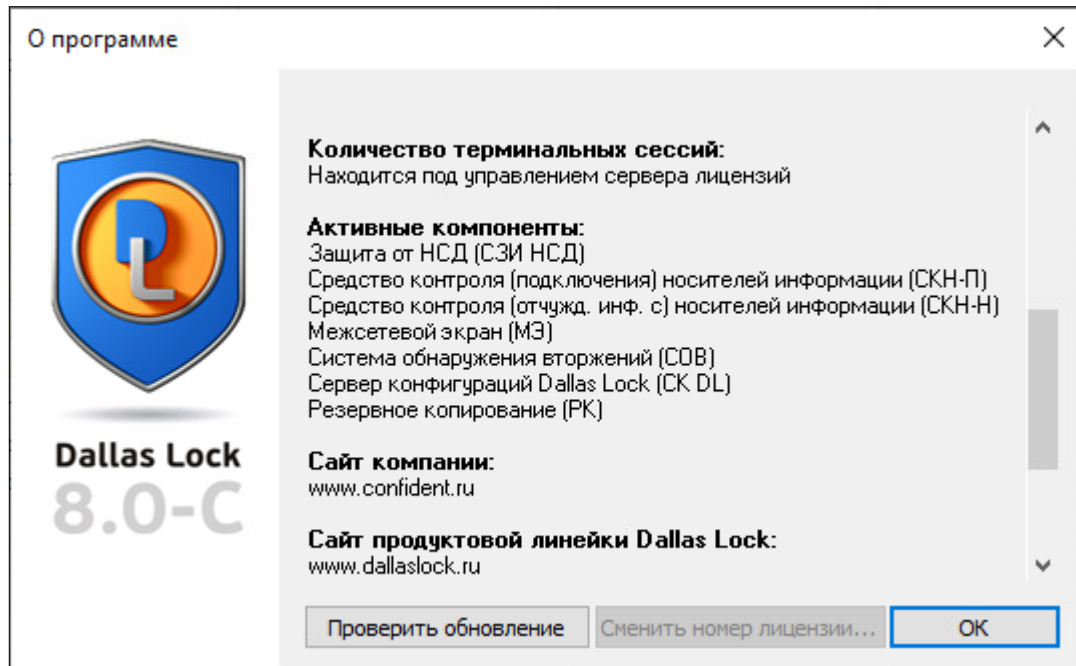 О программе
Количество терминальных сессий:
Находится под управлением сервера лицензий
Активные компоненты:
Защита от НСД (СЗИ НСД)
Средство контроля (подключения) носителей информации (СКН-П)
Средство контроля (отчужд. инф. с) носителей информации (СКН-Н)
Межсетевой экран (МЭ)
Система обнаружения вторжений (СОВ)
Сервер конфигураций Dallas Lock (СК DL)
Резервное копирование (РК)
Сайт компании:
www.confident.ru
Сайт продуктовой линейки Dallas Lock:
www.dallaslock.ru
DL
Dallas Lock
8.0-C
Проверить обновление
Сменить номер лицензии...
ОК